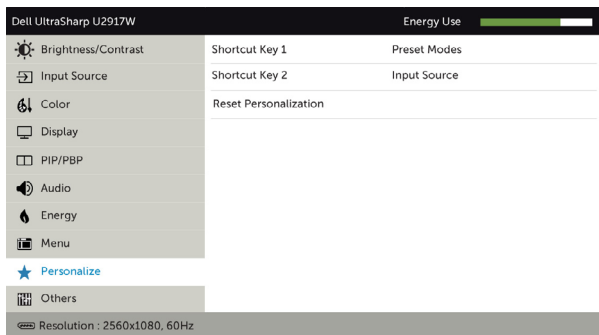 Dell UltraSharp U2917W Energy Use
Brightness/Contrast Shortcut Key 1 Preset Modes
Input Source Shortcut Key 2 Input Source
Color Reset Personalization
Display
PIP/PBP
Audio
Energy
Menu
Personalize
Others
Resolution : 2560x1080, 60Hz